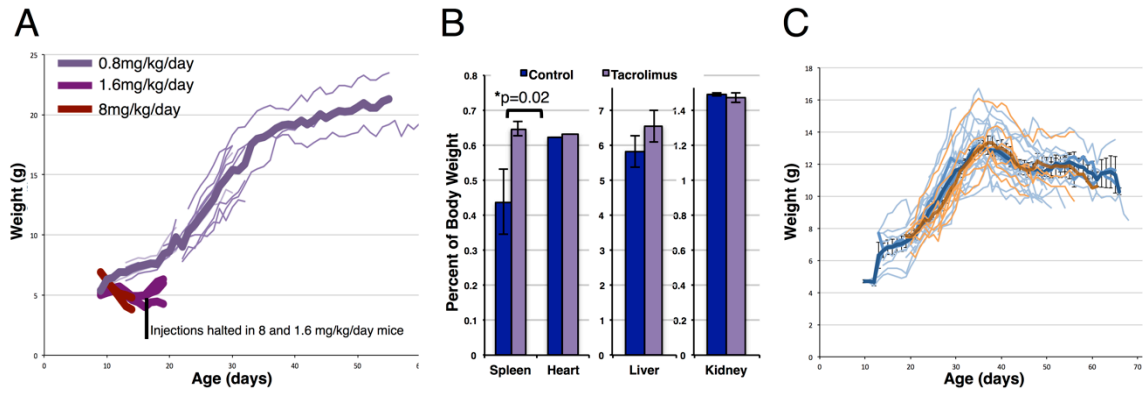 A
25
20
15
10
5
0
Weight (g)
0.8mg/kg/day
1.6mg/kg/day
8mg/kg/day
Injections halted in 8 and 1.6 mg/kg/day mice
0
10
20
30
40
50
Age (days)
B
Control
Tacrolimus
*p=0.02
Percent of Body Weight
0.8
0.7
0.6
0.5
0.4
0.3
0.2
0.1
0
7
6
5
4
3
2
1
0
1.4
1.2
1.
0.8
0.6
0.4
0.2
0.
Spleen
Heart
Liver
Kidney
C
18
16
14
12
10
8
6
4
2
0
Weight (g)
0
10
20
30
40
50
60
70
Age (days)